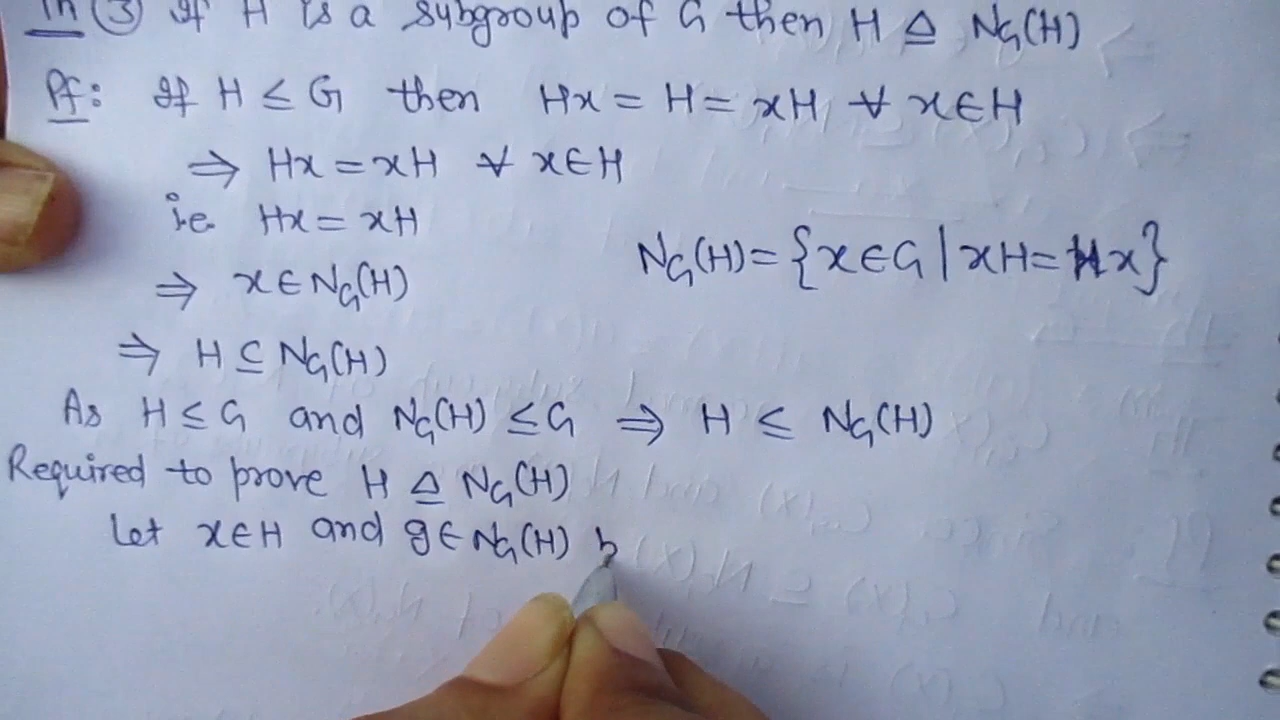 Th ③ If H is a subgroup of G then H ⊴ N_G(H)
Pf: If H ≤ G then Hx = H = xH ∀ x∈H
⇒ Hx = xH ∀ x∈H
i.e. Hx = xH
⇒ x∈N_G(H)
N_G(H) = {x∈G | xH = Hx}
⇒ H ⊆ N_G(H)
As H ≤ G and N_G(H) ≤ G ⇒ H ≤ N_G(H)
Required to prove H ⊴ N_G(H)
Let x∈H and g∈N_G(H) b